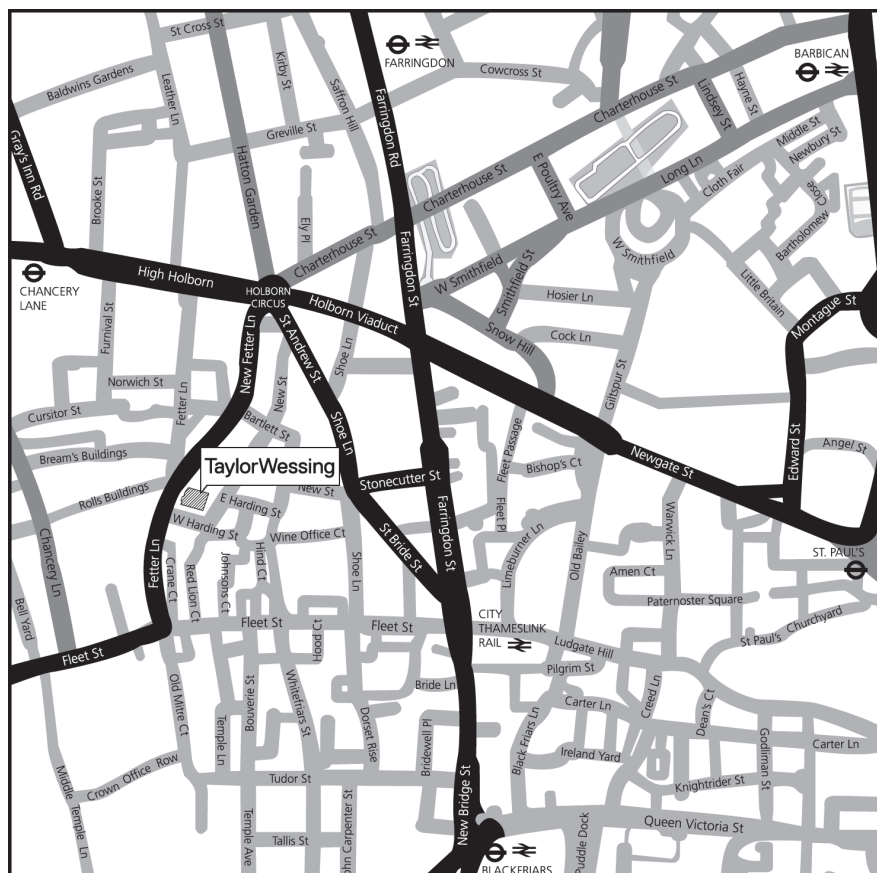 St Cross St
Baldwins Gardens
Leather Ln
Kirby St
Saffron Hill
FARRINGDON
Cowcross St
BARBICAN
Gray's Inn Rd
Hatton Garden
Greville St
Farringdon Rd
Charterhouse St
Lindsey St
Hayne St
Middle St
Newbury St
Brooke St
Ely Pl
Charterhouse St
E Poultry Ave
Long Ln
Cloth Fair
Close
Bartholomew
Charterhouse St
Farringdon St
W Smithfield
Smithfield St
W Smithfield
Little Britain
CHANCERY
LANE
High Holborn
HOLBORN
CIRCUS
Holborn Viaduct
Hosier Ln
Montague St
Furnival St
New Fetter Ln
St Andrew St
Shoe Ln
Snow Hill
Cock Ln
Giltspur St
Norwich St
Cursitor St
Fetter Ln
New St
Bartlett St
Shoe Ln
Fleet Passage
Newgate St
Edward St
Angel St
Bream's Buildings
TaylorWessing
Stonecutter St
Bishop's Ct
Rolls Buildings
E Harding St
New St
Farringdon St
Fleet Pl
Warwick Ln
Chancery Ln
W Harding St
Wine Office Ct
St Bride St
Limeburner Ln
Old Bailey
ST. PAUL'S
Fetter Ln
Crane Ct
Red Lion Ct
Johnsons Ct
Hind Ct
Shoe Ln
Amen Ct
Bell Yard
Paternoster Square
Fleet St
Hood Ct
Fleet St
CITY
THAMESLINK
RAIL
Ludgate Hill
St Paul's Churchyard
Fleet St
Old Mitre Ct
Bouverie St
Whitefriars St
Bride Ln
Pilgrim St
Creed Ln
Dean's Ct
Temple Ln
Dorset Rise
Bridewell Pl
Black Friars Ln
Carter Ln
Godliman St
Carter Ln
Ireland Yard
Middle Temple Ln
Crown Office Row
Tudor St
New Bridge St
Knightrider St
Temple Ave
Tallis St
John Carpenter St
Puddle Dock
Queen Victoria St
BLACKFRIARS